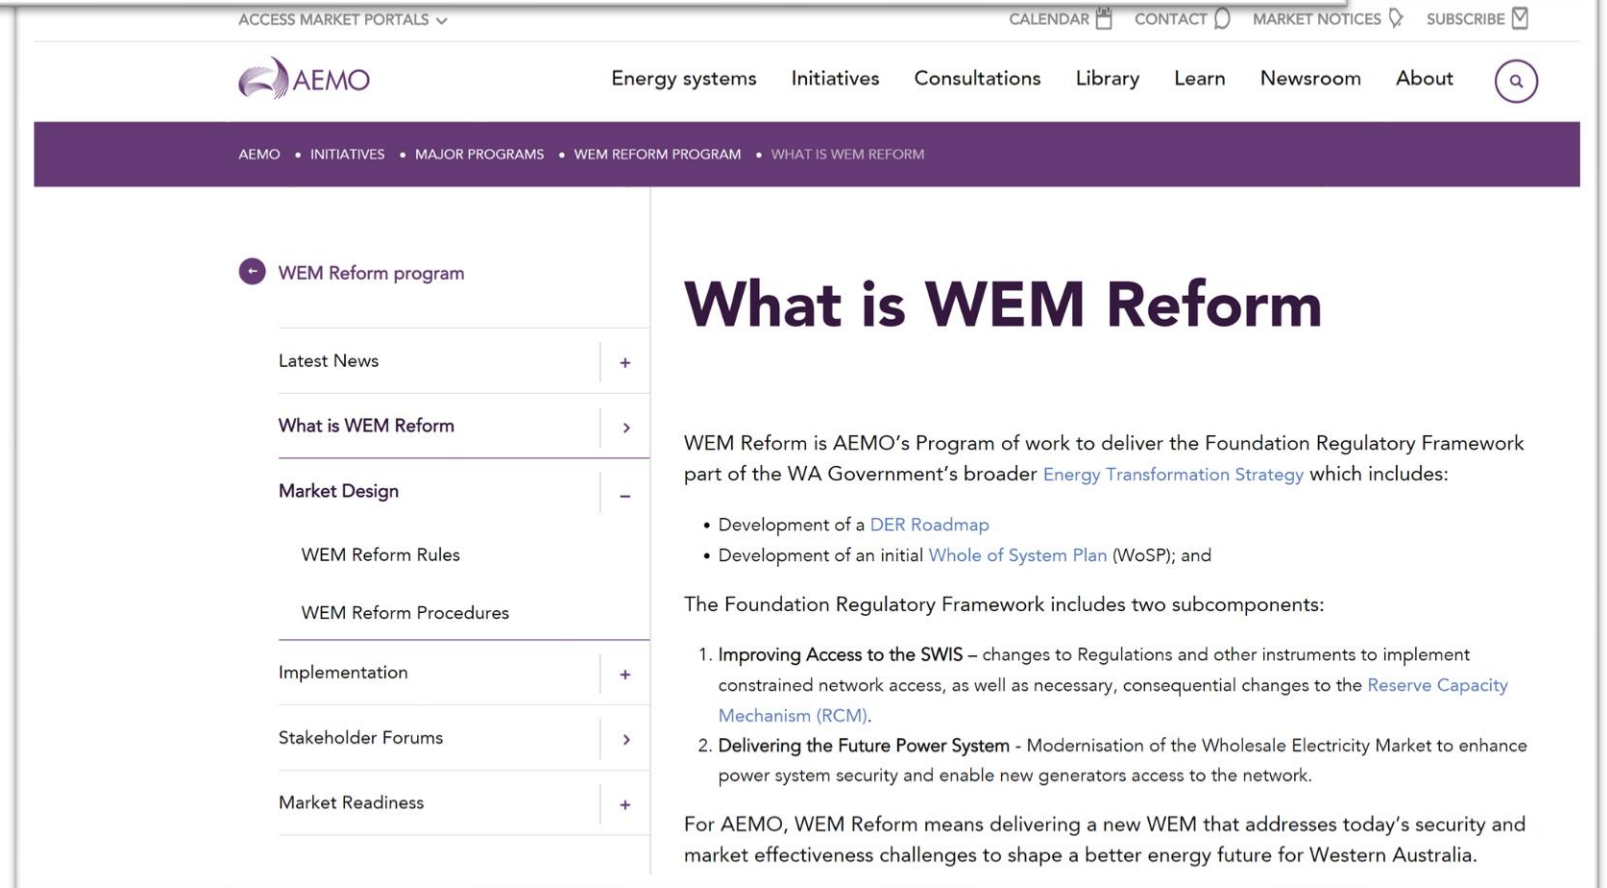 ACCESS MARKET PORTALS
CALENDAR
CONTACT
MARKET NOTICES
SUBSCRIBE
AEMO
Energy systems
Initiatives
Consultations
Library
Learn
Newsroom
About
AEMO • INITIATIVES • MAJOR PROGRAMS • WEM REFORM PROGRAM • WHAT IS WEM REFORM
WEM Reform program
Latest News
What is WEM Reform
Market Design
WEM Reform Rules
WEM Reform Procedures
Implementation
Stakeholder Forums
Market Readiness
What is WEM Reform
WEM Reform is AEMO's Program of work to deliver the Foundation Regulatory Framework
part of the WA Government's broader Energy Transformation Strategy which includes:
• Development of a DER Roadmap
• Development of an initial Whole of System Plan (WoSP); and
The Foundation Regulatory Framework includes two subcomponents:
1. Improving Access to the SWIS – changes to Regulations and other instruments to implement
constrained network access, as well as necessary, consequential changes to the Reserve Capacity
Mechanism (RCM).
2. Delivering the Future Power System - Modernisation of the Wholesale Electricity Market to enhance
power system security and enable new generators access to the network.
For AEMO, WEM Reform means delivering a new WEM that addresses today's security and
market effectiveness challenges to shape a better energy future for Western Australia.